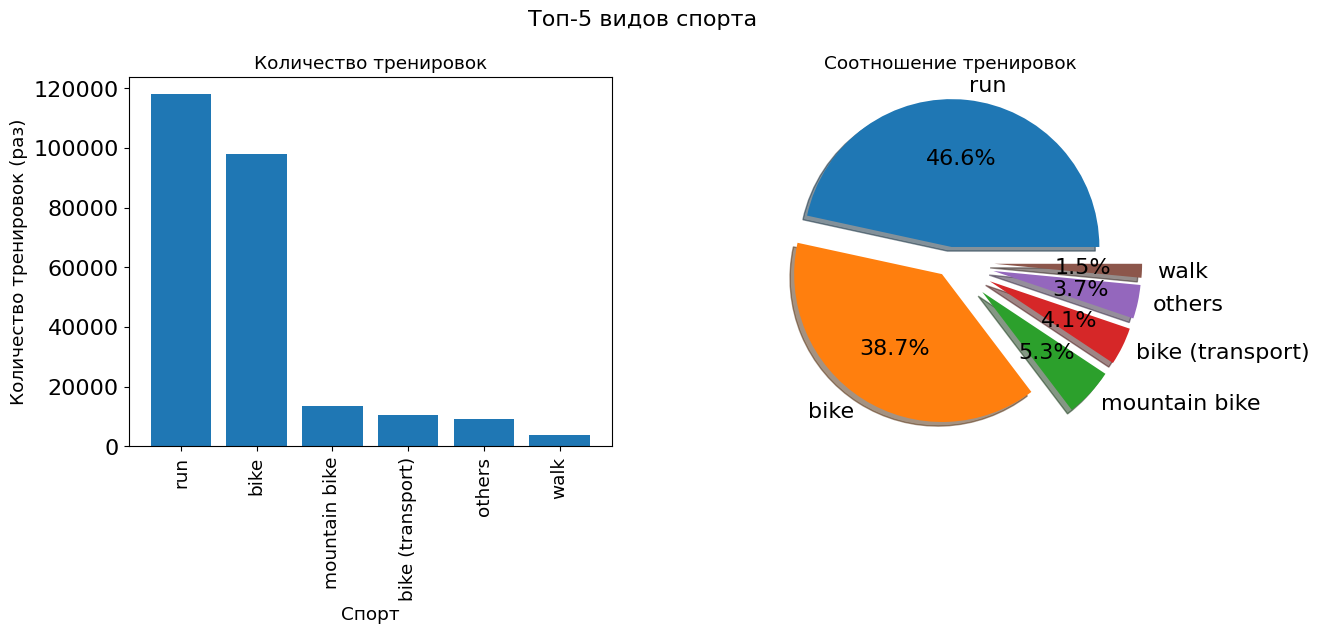 Топ-5 видов спорта
Количество тренировок
Количество тренировок (раз)
120000
100000
80000
60000
40000
20000
0
run
bike
mountain bike
bike (transport)
others
walk
Спорт
Соотношение тренировок
run
46.6%
38.7%
bike
1.5%
walk
3.7%
others
4.1%
bike (transport)
5.3%
mountain bike